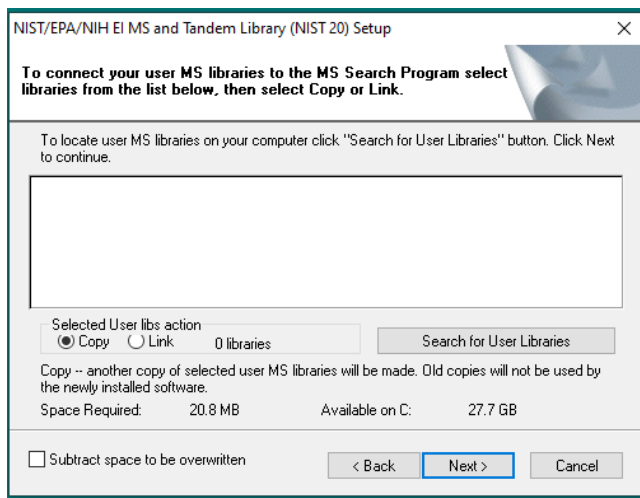 NIST/EPA/NIH EI MS and Tandem Library (NIST 20) Setup
To connect your user MS libraries to the MS Search Program select
libraries from the list below, then select Copy or Link.
To locate user MS libraries on your computer click "Search for User Libraries" button. Click Next
to continue.
Selected User libs action
Copy Link 0 libraries
Search for User Libraries
Copy -- another copy of selected user MS libraries will be made. Old copies will not be used by
the newly installed software.
Space Required: 20.8 MB Available on C: 27.7 GB
Subtract space to be overwritten
< Back Next > Cancel